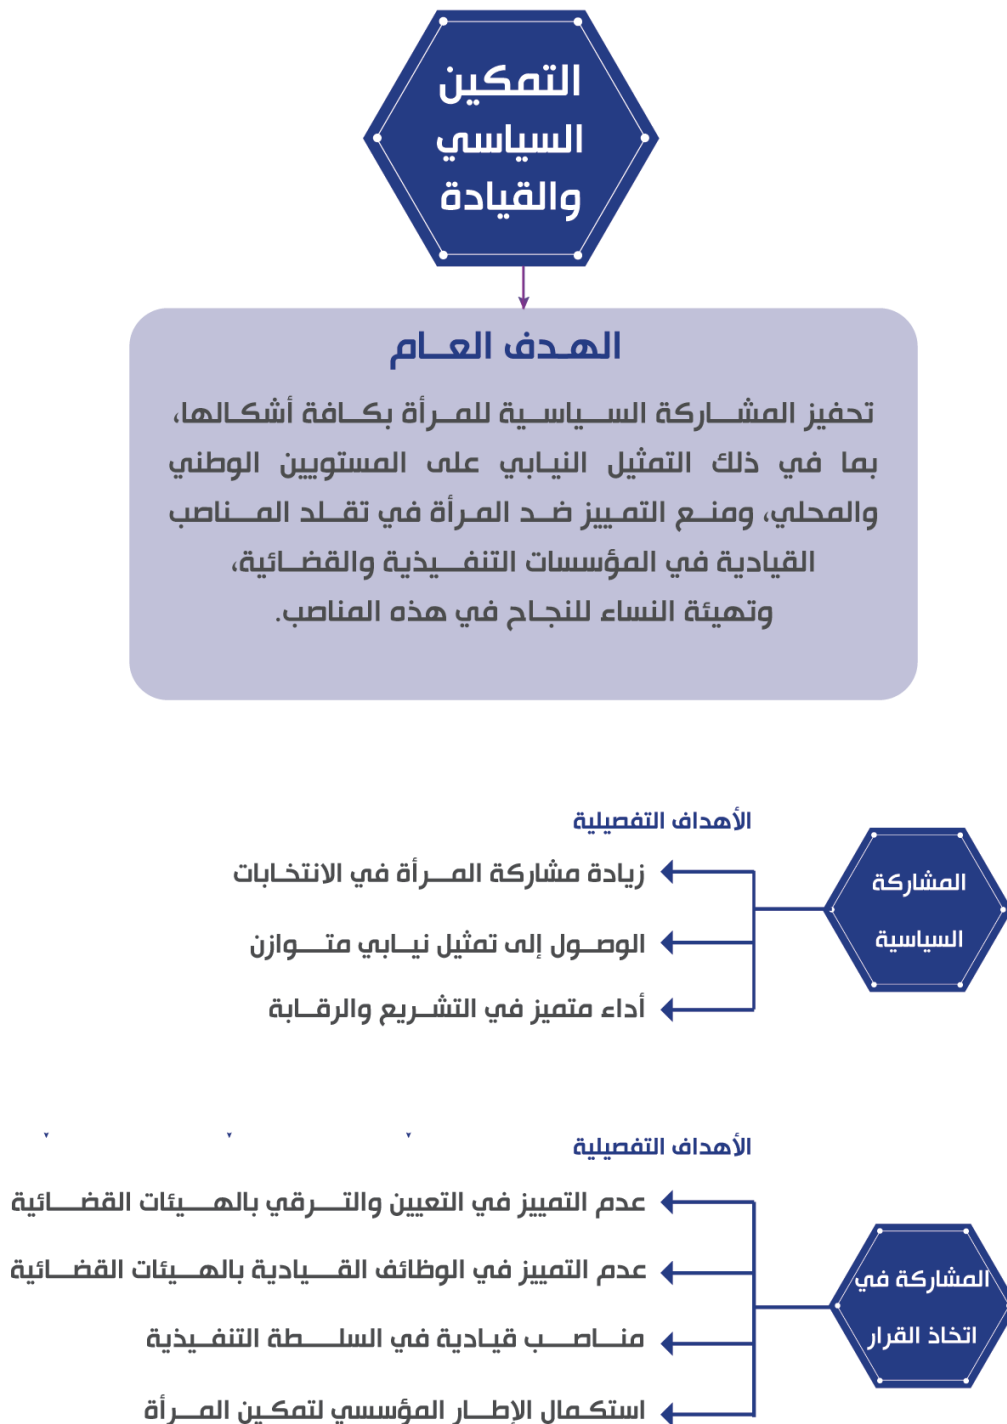 التمكين
السياسي
والقيادة
الهدف العام
تحفيز المشاركة السياسية للمرأة بكافة أشكالها،
بما في ذلك التمثيل النيابي على المستويين الوطني
والمحلي، ومنع التمييز ضد المرأة في تقلد المناصب
القيادية في المؤسسات التنفيذية والقضائية،
وتهيئة النساء للنجاح في هذه المناصب.
المشاركة
السياسية
الأهداف التفصيلية
زيادة مشاركة المرأة في الانتخابات
الوصول إلى تمثيل نيابي متوازن
أداء متميز في التشريع والرقابة
المشاركة في
اتخاذ القرار
الأهداف التفصيلية
عدم التمييز في التعيين والترقي بالهيئات القضائية
عدم التمييز في الوظائف القيادية بالهيئات القضائية
مناصب قيادية في السلطة التنفيذية
استكمال الإطار المؤسسي لتمكين المرأة